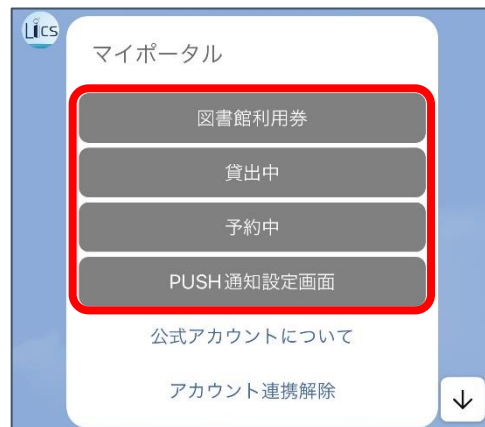 Lics
マイポータル
図書館利用券
貸出中
予約中
PUSH通知設定画面
公式アカウントについて
アカウント連携解除